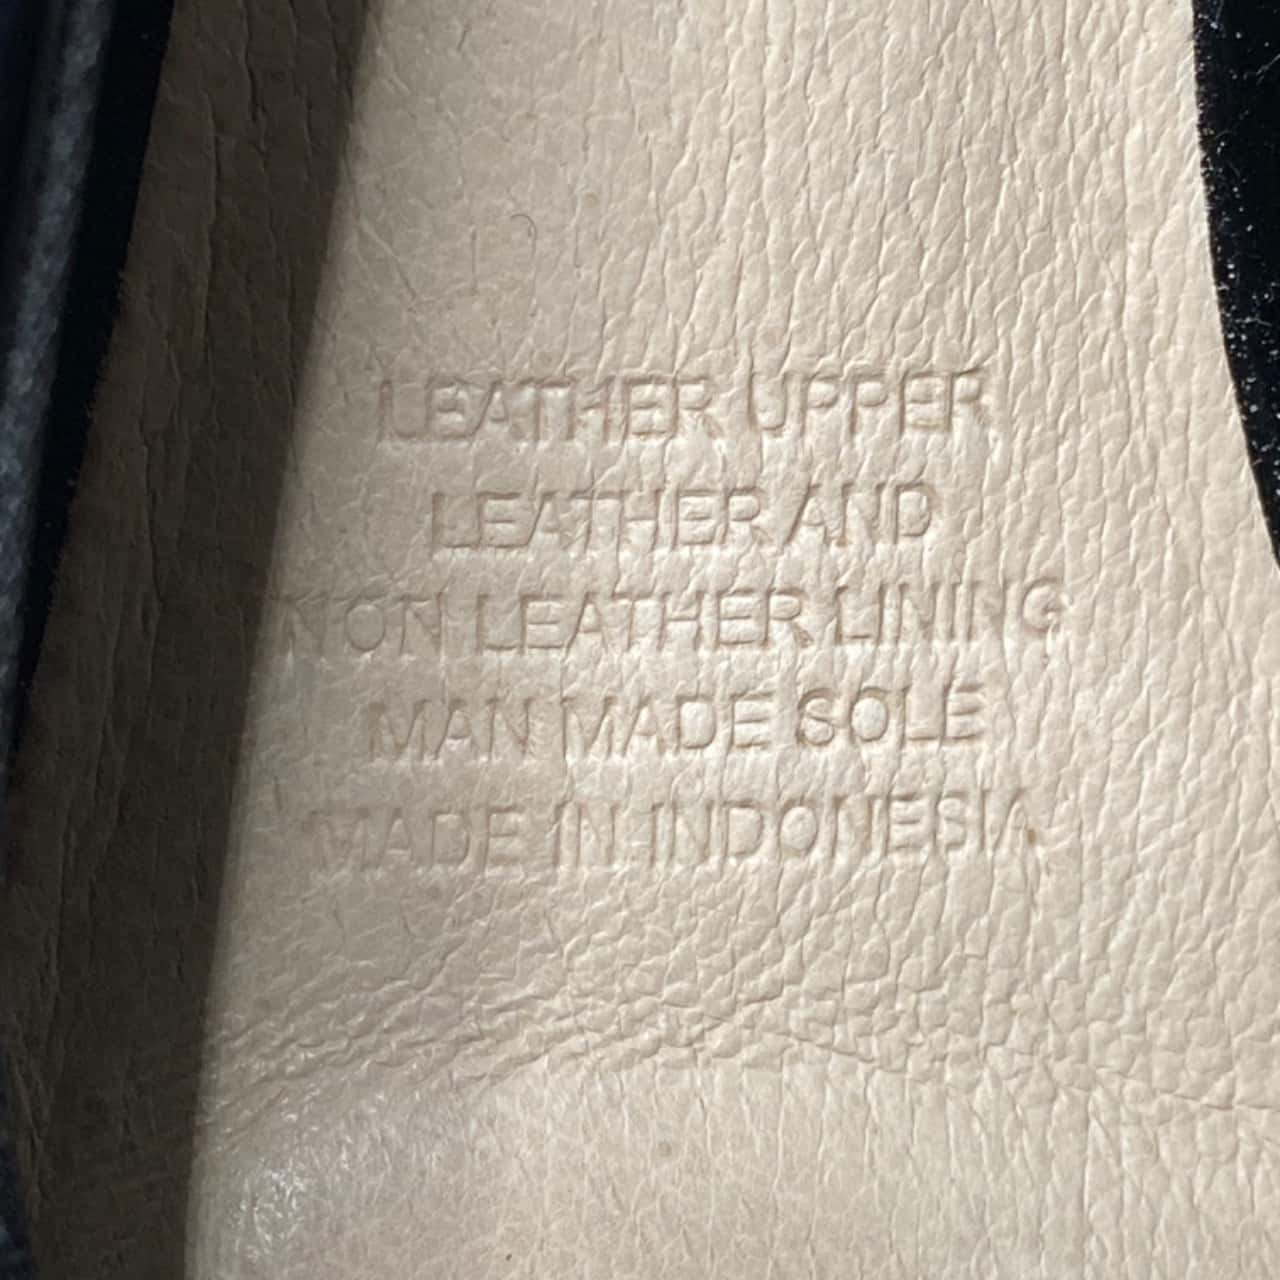 LEATHER UPPER
LEATHER AND
NON LEATHER LINING
MAN MADE SOLE
MADE IN INDONESIA